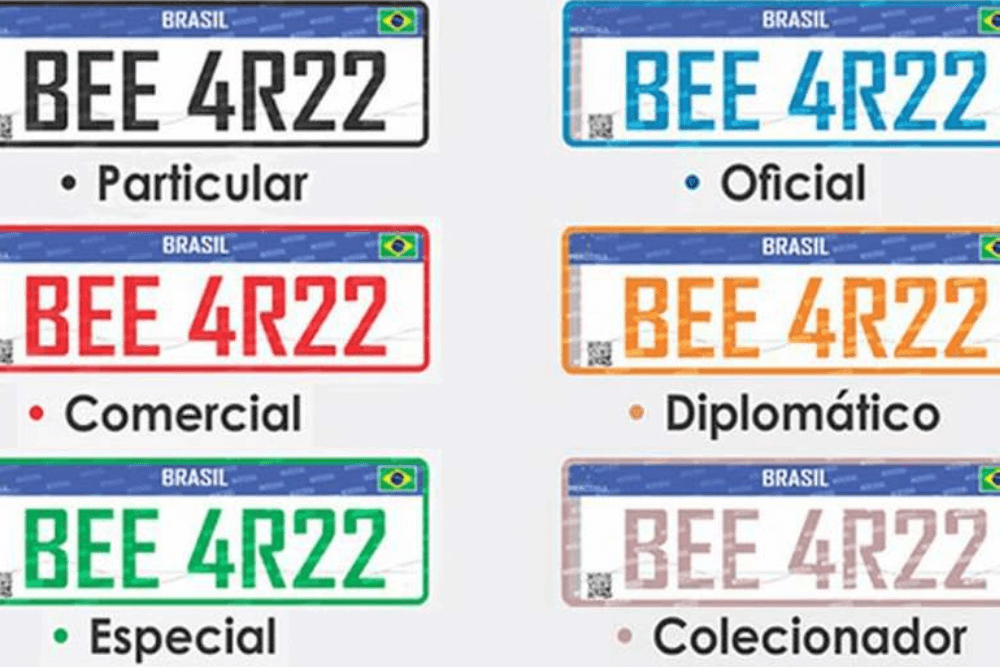 BRASIL
BEE 4R22
• Particular
BRASIL
BEE 4R22
• Oficial
BRASIL
BEE 4R22
• Comercial
BRASIL
BEE 4R22
• Diplomático
BRASIL
BEE 4R22
• Especial
BRASIL
BEE 4R22
• Colecionador